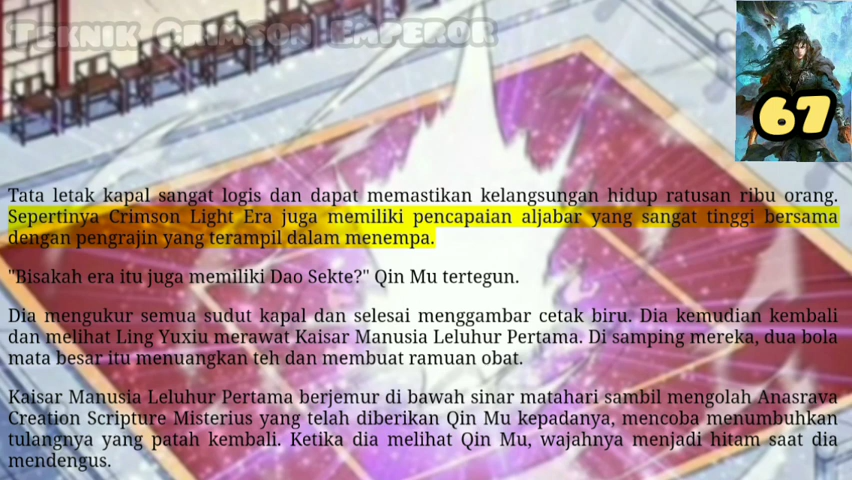 Teknik Crimson Emperor
67
Tata letak kapal sangat logis dan dapat memastikan kelangsungan hidup ratusan ribu orang.
Sepertinya Crimson Light Era juga memiliki pencapaian aljabar yang sangat tinggi bersama
dengan pengrajin yang terampil dalam menempa.
"Bisakah era itu juga memiliki Dao Sekte?" Qin Mu tertegun.
Dia mengukur semua sudut kapal dan selesai menggambar cetak biru. Dia kemudian kembali
dan melihat Ling Yuxiu merawat Kaisar Manusia Leluhur Pertama. Di samping mereka, dua bola
mata besar itu menuangkan teh dan membuat ramuan obat.
Kaisar Manusia Leluhur Pertama berjemur di bawah sinar matahari sambil mengolah Anasrava
Creation Scripture Misterius yang telah diberikan Qin Mu kepadanya, mencoba menumbuhkan
tulangnya yang patah kembali. Ketika dia melihat Qin Mu, wajahnya menjadi hitam saat dia
mendengus.